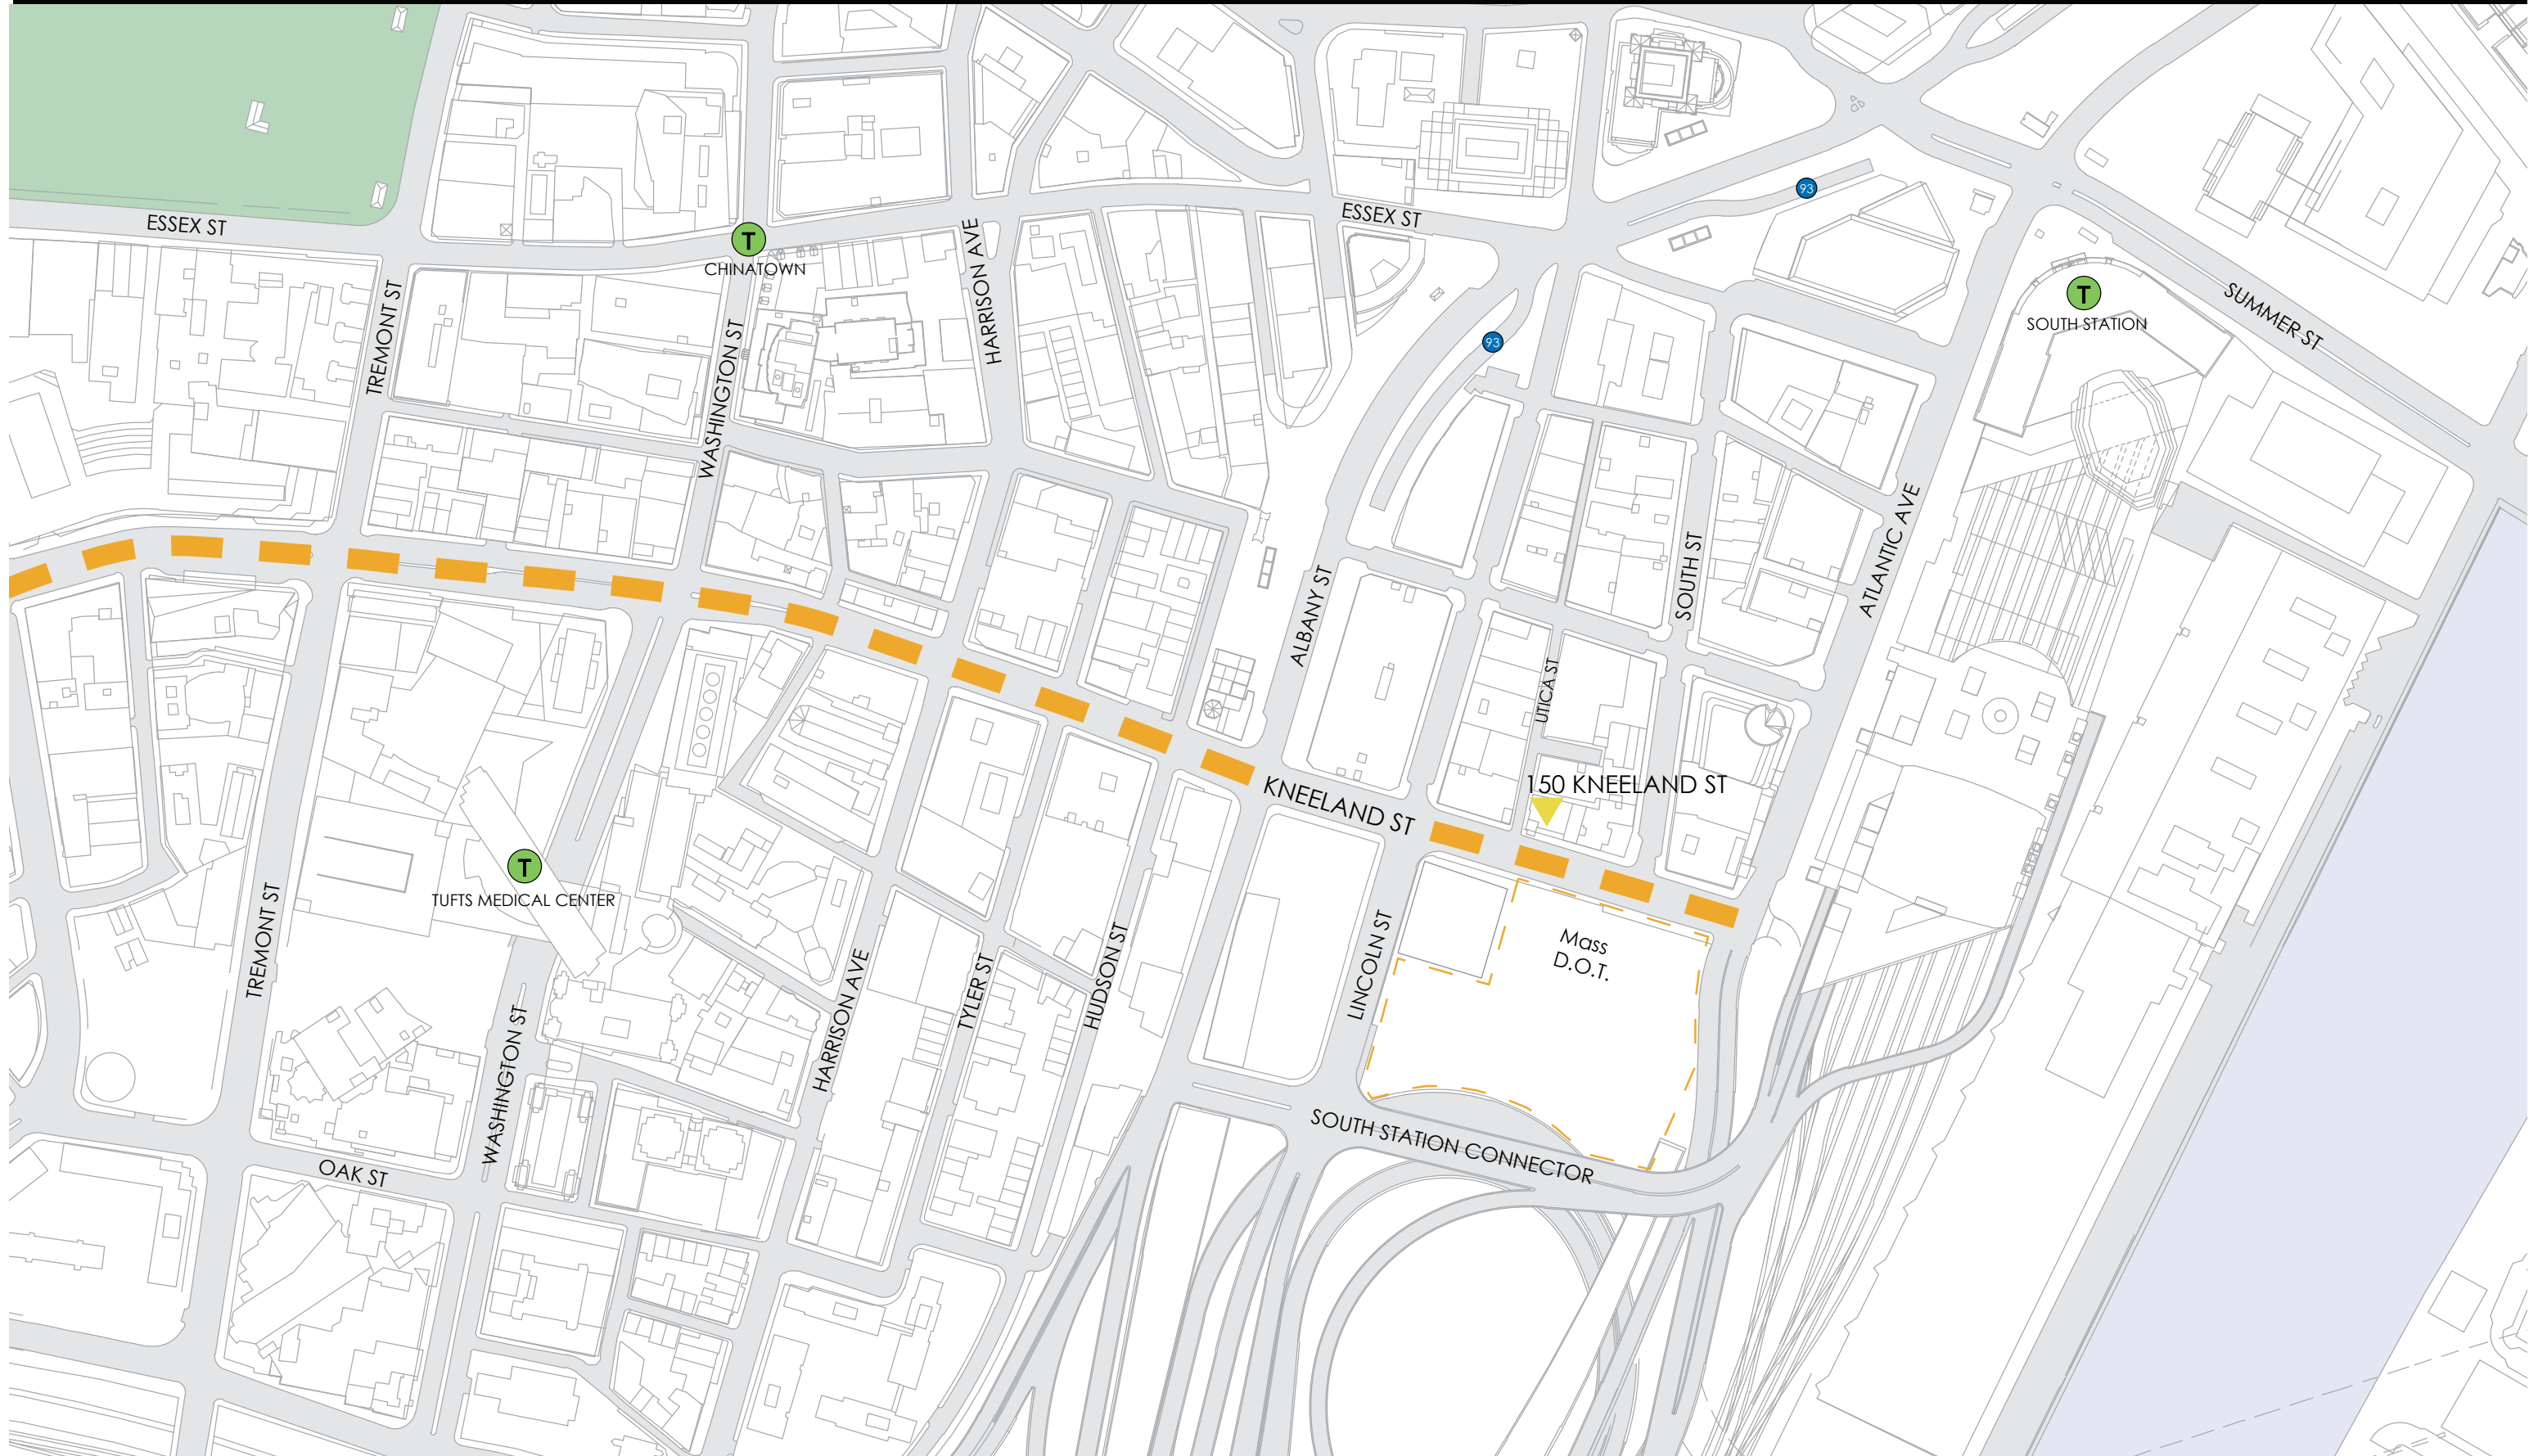 93
ESSEX ST
ESSEX ST
T
CHINATOWN
HARRISON AVE
T
SOUTH STATION
SUMMER ST
TREMONT ST
WASHINGTON ST
93
ATLANTIC AVE
SOUTH ST
ALBANY ST
UTICA ST
150 KNEELAND ST
KNEELAND ST
T
TUFTS MEDICAL CENTER
TREMONT ST
Mass
D.O.T.
LINCOLN ST
HARRISON AVE
TYLER ST
HUDSON ST
WASHINGTON ST
SOUTH STATION CONNECTOR
OAK ST